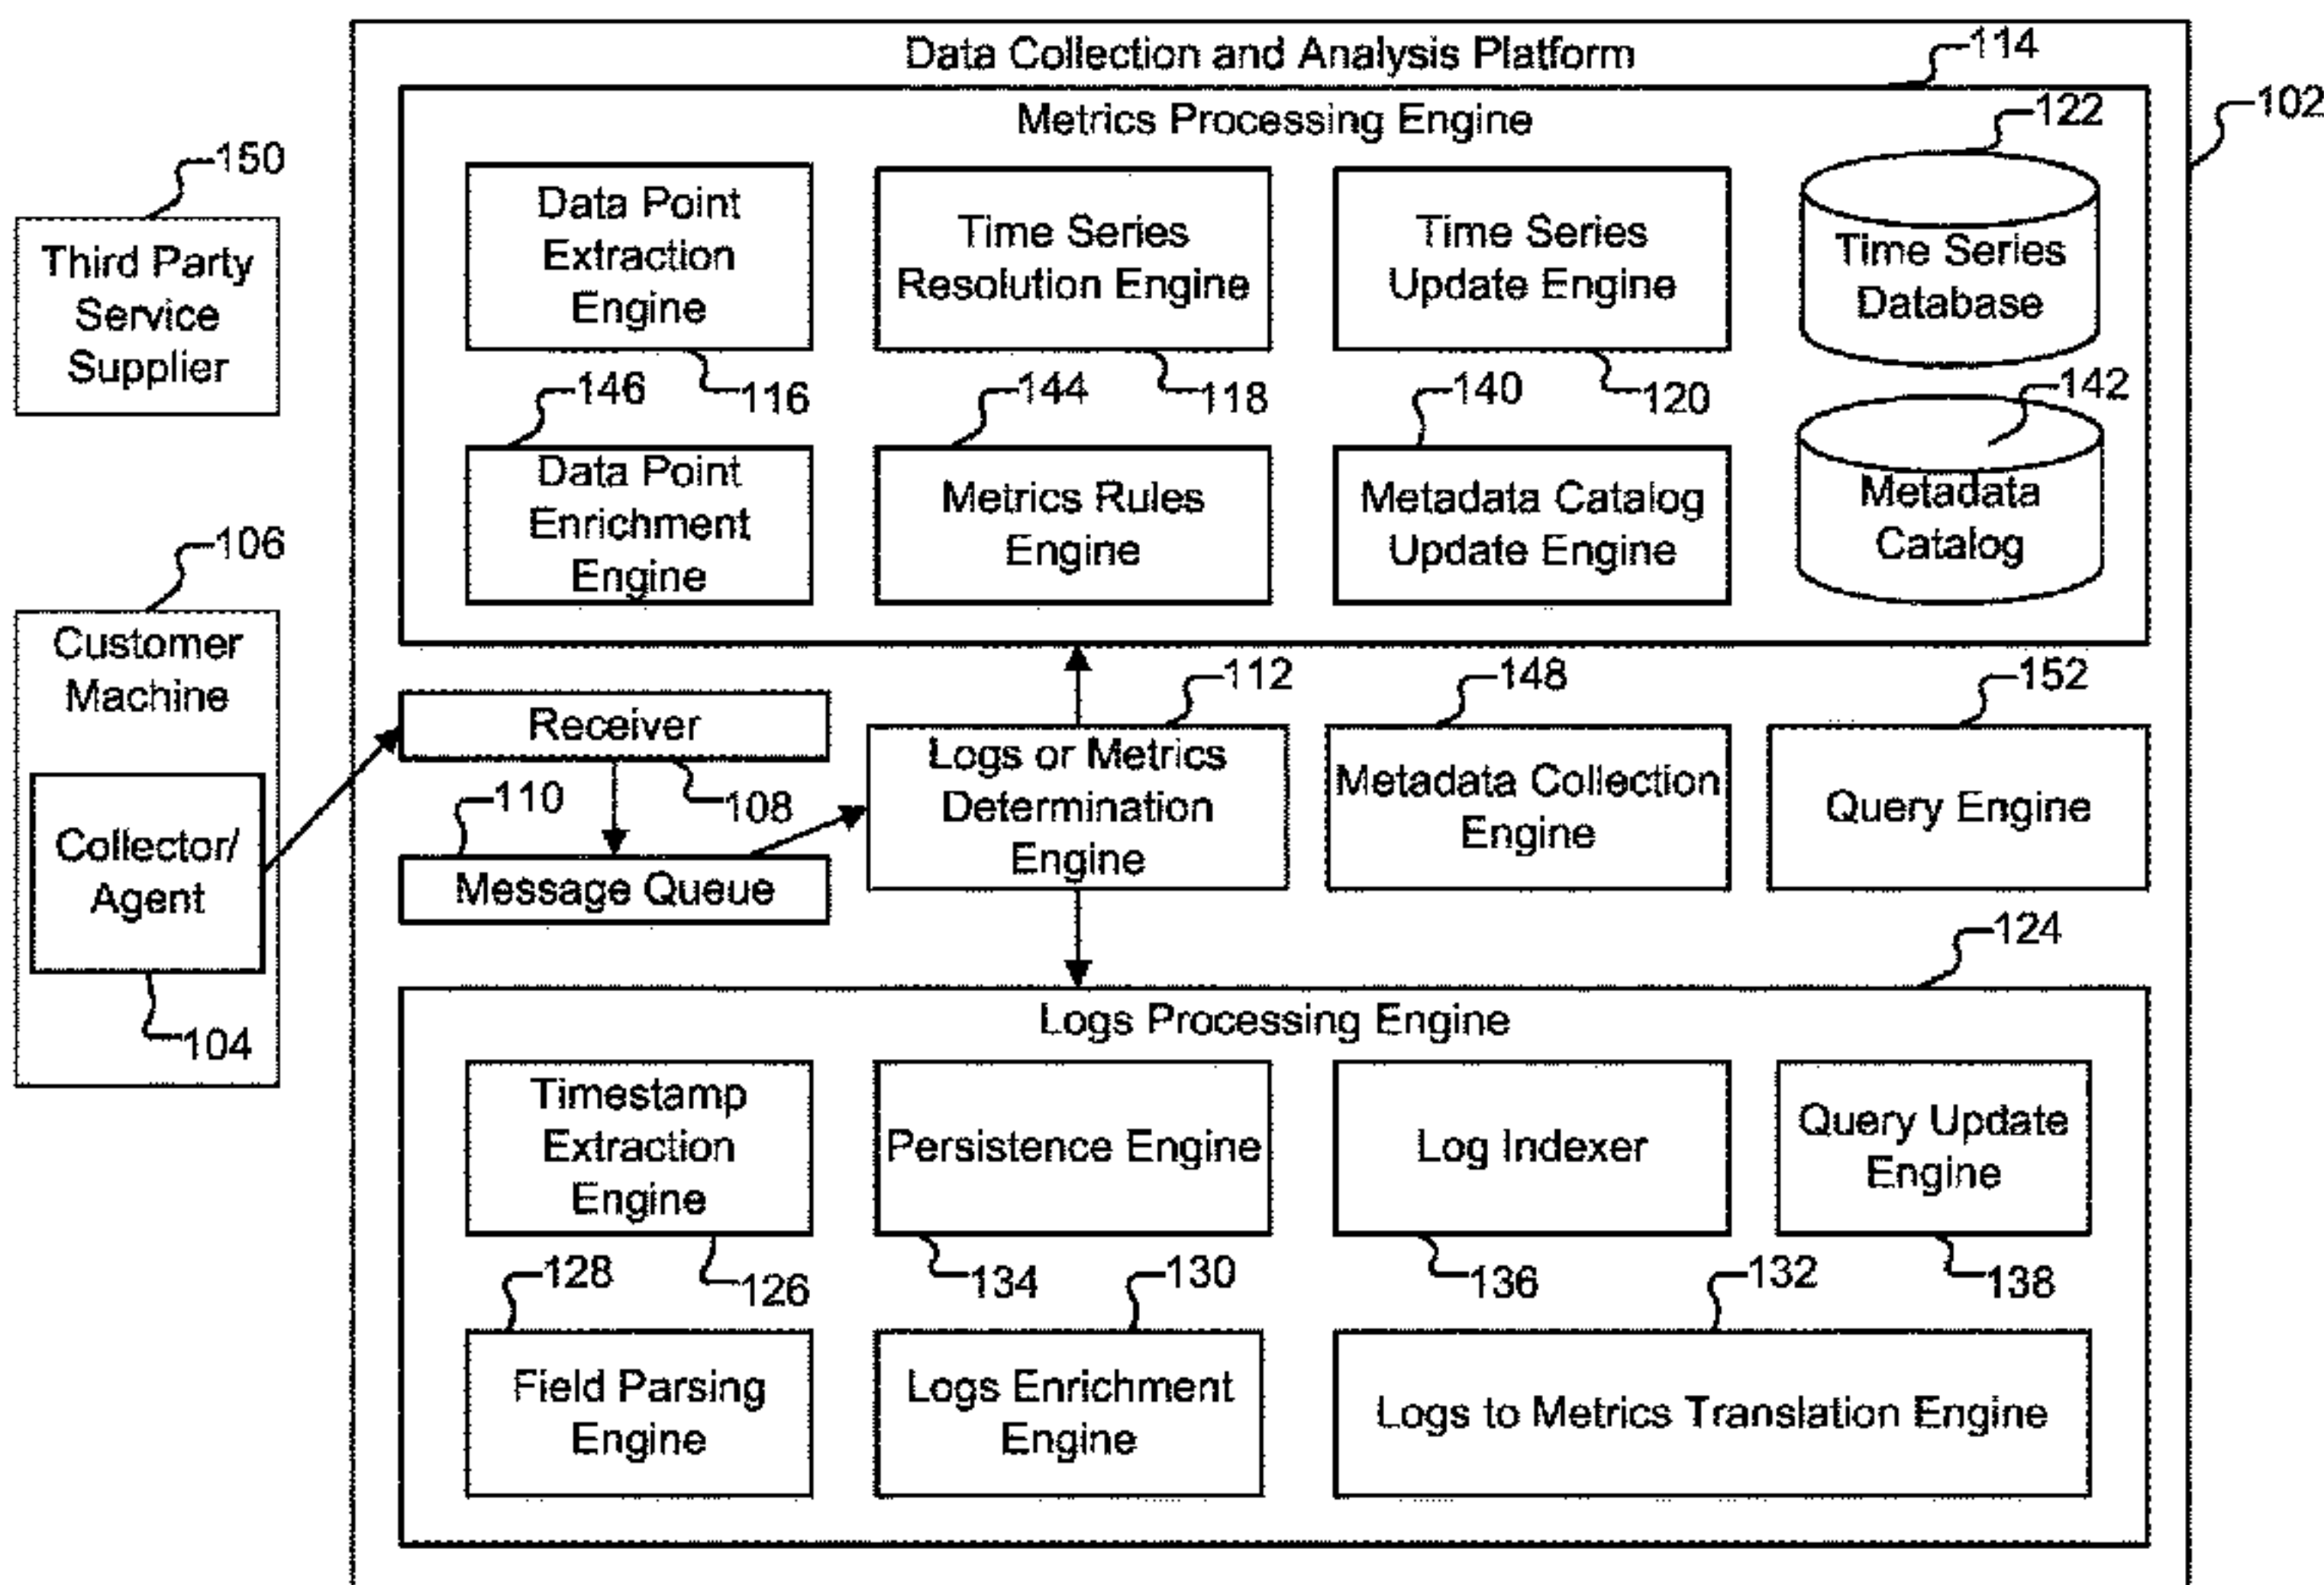 Data Collection and Analysis Platform
114
102
Metrics Processing Engine
122
150
Third Party
Service
Supplier
Data Point
Extraction
Engine
116
Time Series
Resolution Engine
118
Time Series
Update Engine
120
Time Series
Database
146
Data Point
Enrichment
Engine
144
Metrics Rules
Engine
140
Metadata Catalog
Update Engine
142
Metadata
Catalog
106
Customer
Machine
Collector/
Agent
104
Receiver
108
110
Message Queue
112
Logs or Metrics
Determination
Engine
148
Metadata Collection
Engine
152
Query Engine
124
Logs Processing Engine
Timestamp
Extraction
Engine
126
Persistence Engine
134
Log Indexer
136
Query Update
Engine
138
128
Field Parsing
Engine
130
Logs Enrichment
Engine
132
Logs to Metrics Translation Engine